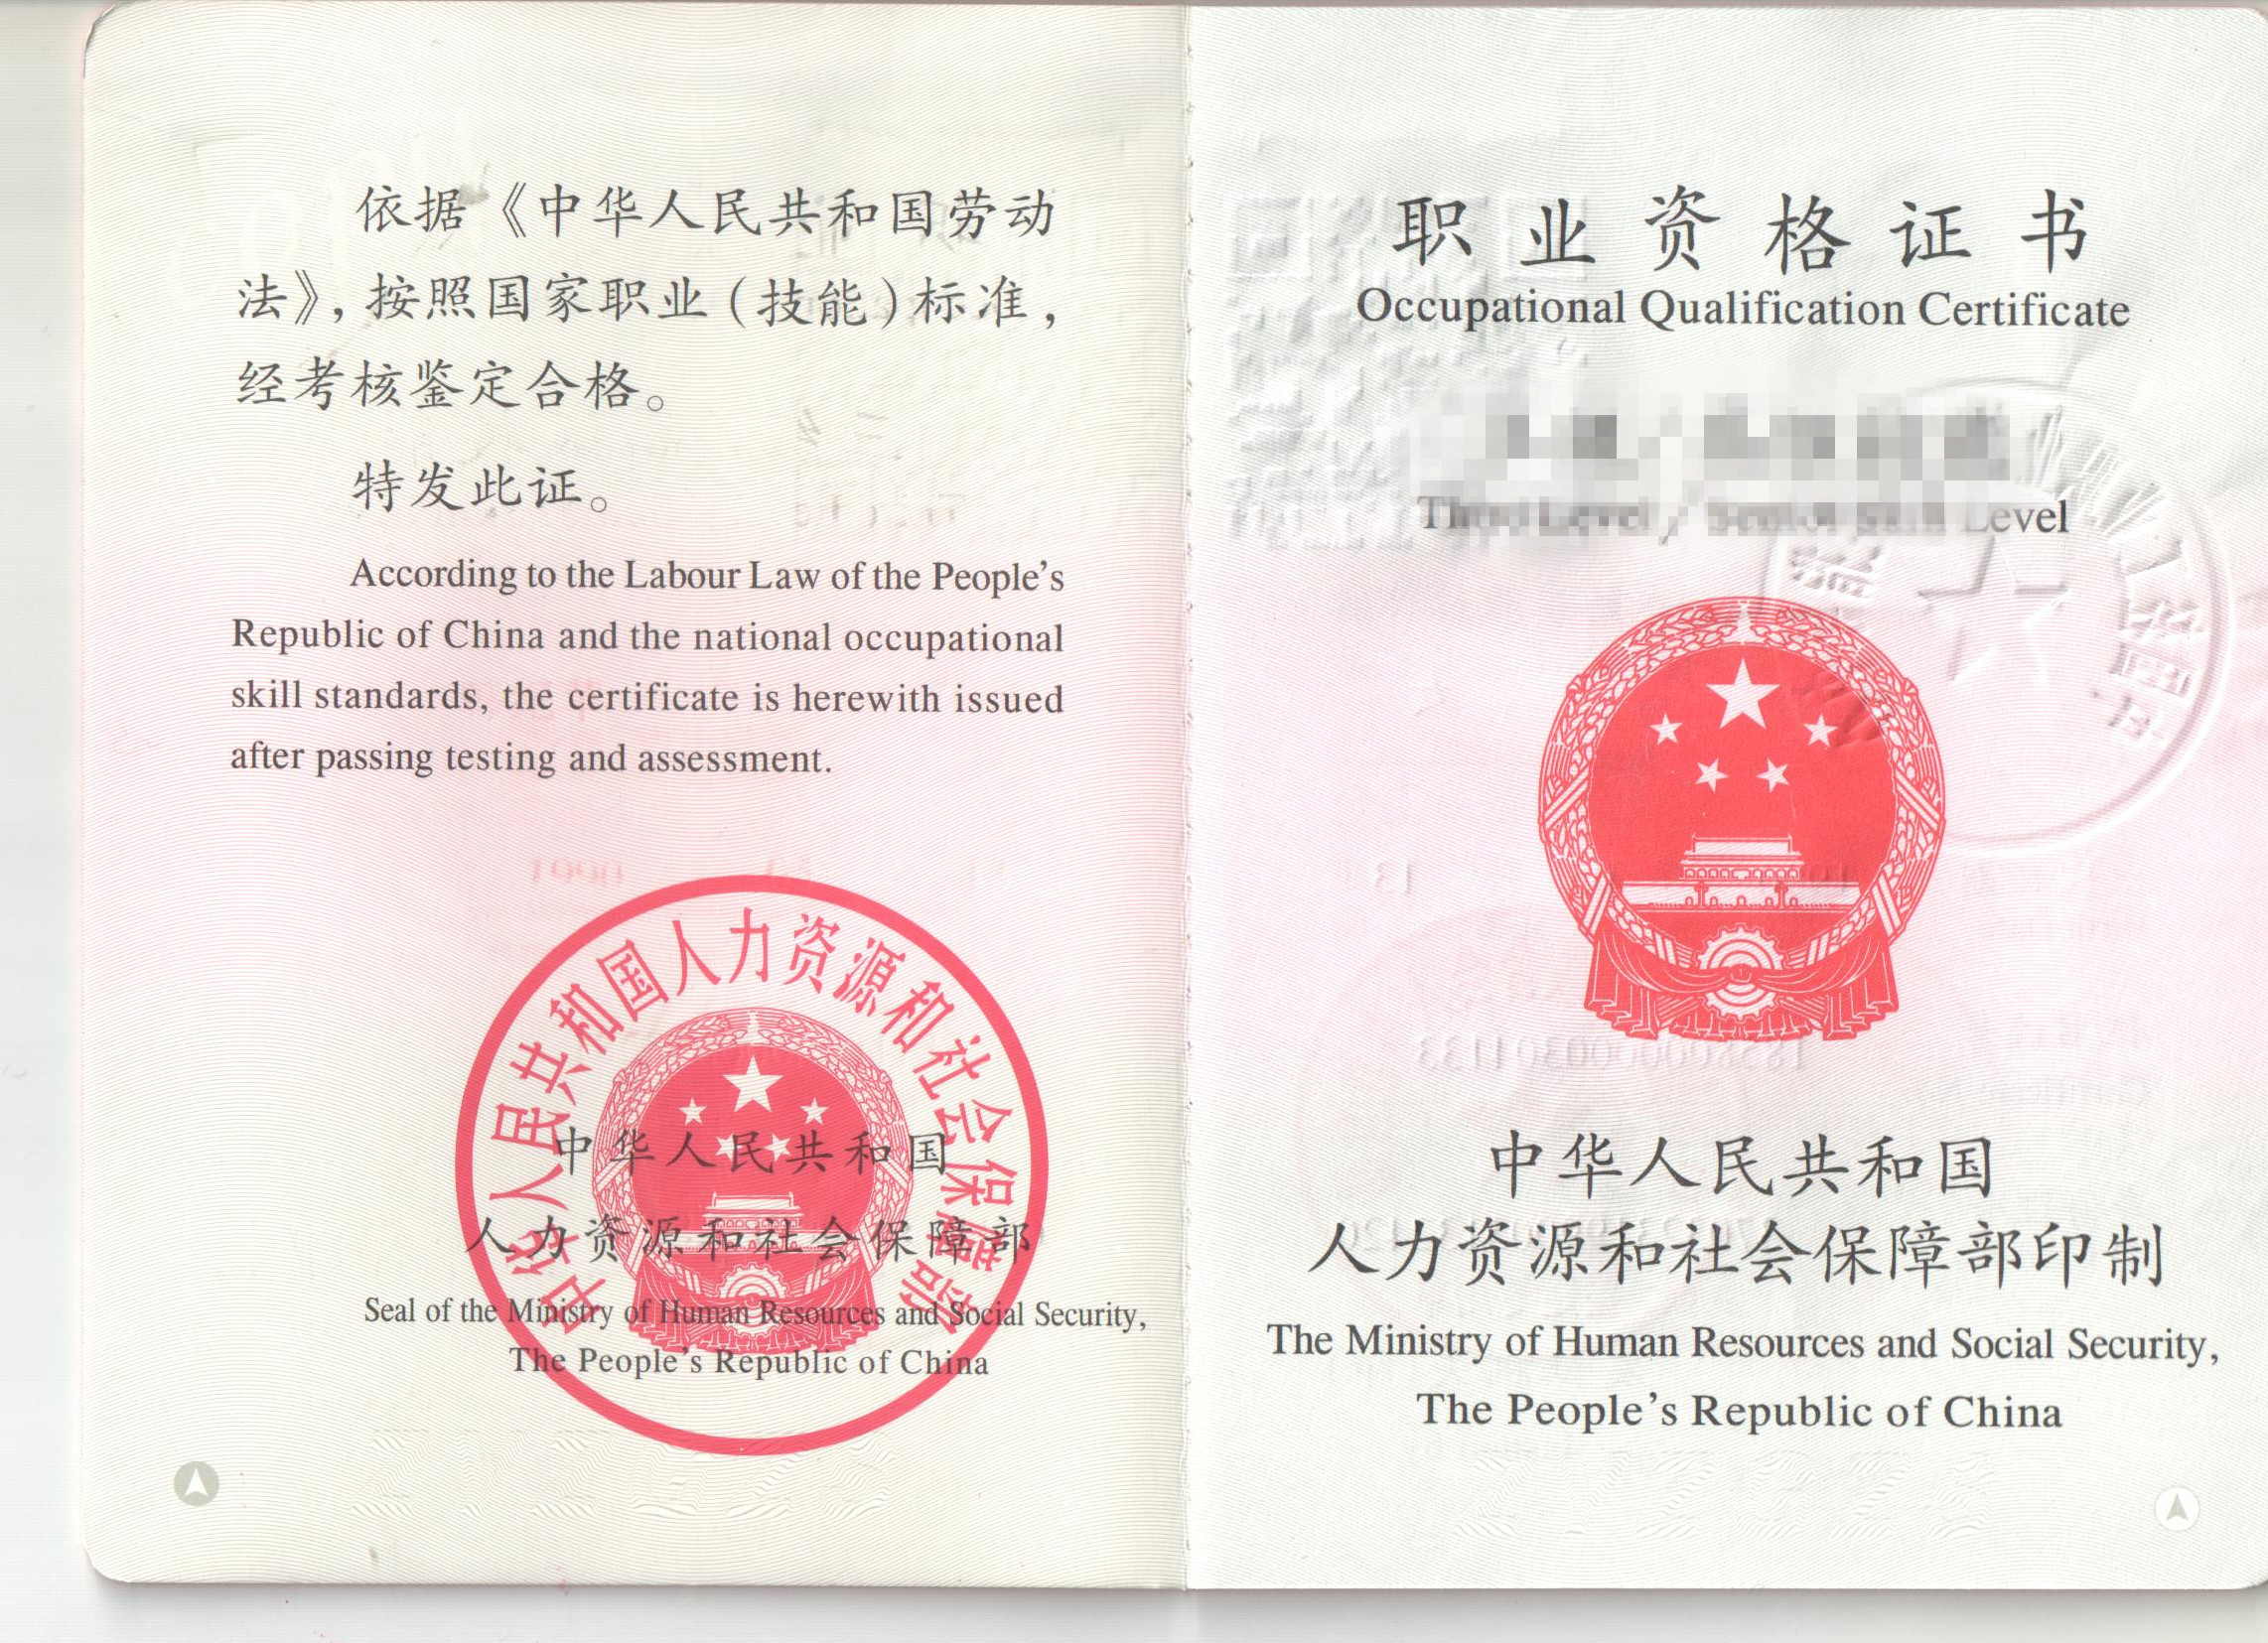 依据《中华人民共和国劳动
法》，按照国家职业（技能）标准，
经考核鉴定合格。
特发此证。
According to the Labour Law of the People's
Republic of China and the national occupational
skill standards, the certificate is herewith issued
after passing testing and assessment.
中华人民共和国人力资源和社会保障部
中华人民共和国
人力资源和社会保障部
Seal of the Ministry of Human Resources and Social Security,
The People's Republic of China
职业资格证书
Occupational Qualification Certificate
Level
中华人民共和国
人力资源和社会保障部印制
The Ministry of Human Resources and Social Security,
The People's Republic of China